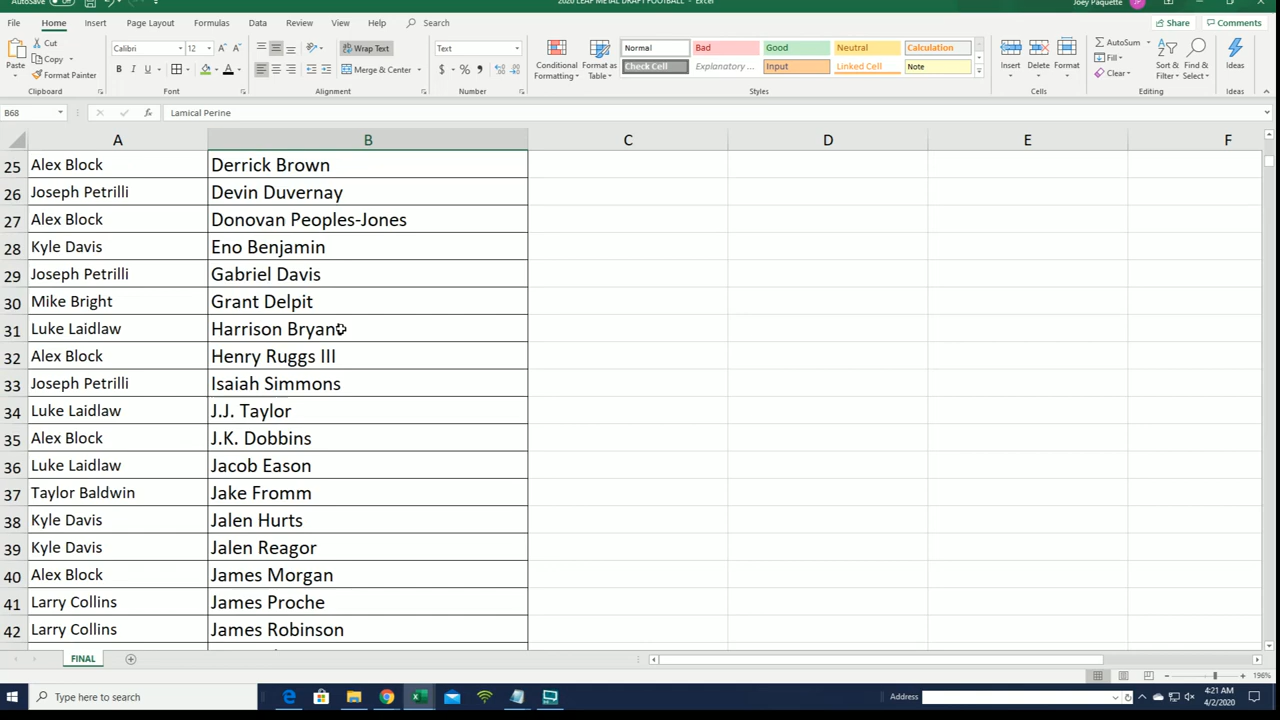 AutoSave
2020 LEAF METAL DRAFT FOOTBALL - Excel
Joey Paquette JP
File Home Insert Page Layout Formulas Data Review View Help Search Share Comments
Paste Cut Copy Format Painter Clipboard
Calibri 12 B I U A Font
Wrap Text Merge & Center Alignment
Text $ % Number
Conditional Formatting Format as Table
Normal Bad Good Neutral Calculation
Check Cell Explanatory ... Input Linked Cell Note
Styles
Insert Delete Format Cells
AutoSum Fill Clear Sort & Filter Find & Select Editing
Ideas Ideas
B68 fx Lamical Perine
A B C D E F
25 Alex Block Derrick Brown
26 Joseph Petrilli Devin Duvernay
27 Alex Block Donovan Peoples-Jones
28 Kyle Davis Eno Benjamin
29 Joseph Petrilli Gabriel Davis
30 Mike Bright Grant Delpit
31 Luke Laidlaw Harrison Bryant
32 Alex Block Henry Ruggs III
33 Joseph Petrilli Isaiah Simmons
34 Luke Laidlaw J.J. Taylor
35 Alex Block J.K. Dobbins
36 Luke Laidlaw Jacob Eason
37 Taylor Baldwin Jake Fromm
38 Kyle Davis Jalen Hurts
39 Kyle Davis Jalen Reagor
40 Alex Block James Morgan
41 Larry Collins James Proche
42 Larry Collins James Robinson
FINAL
196%
Type here to search
Address
4:21 AM
4/2/2020